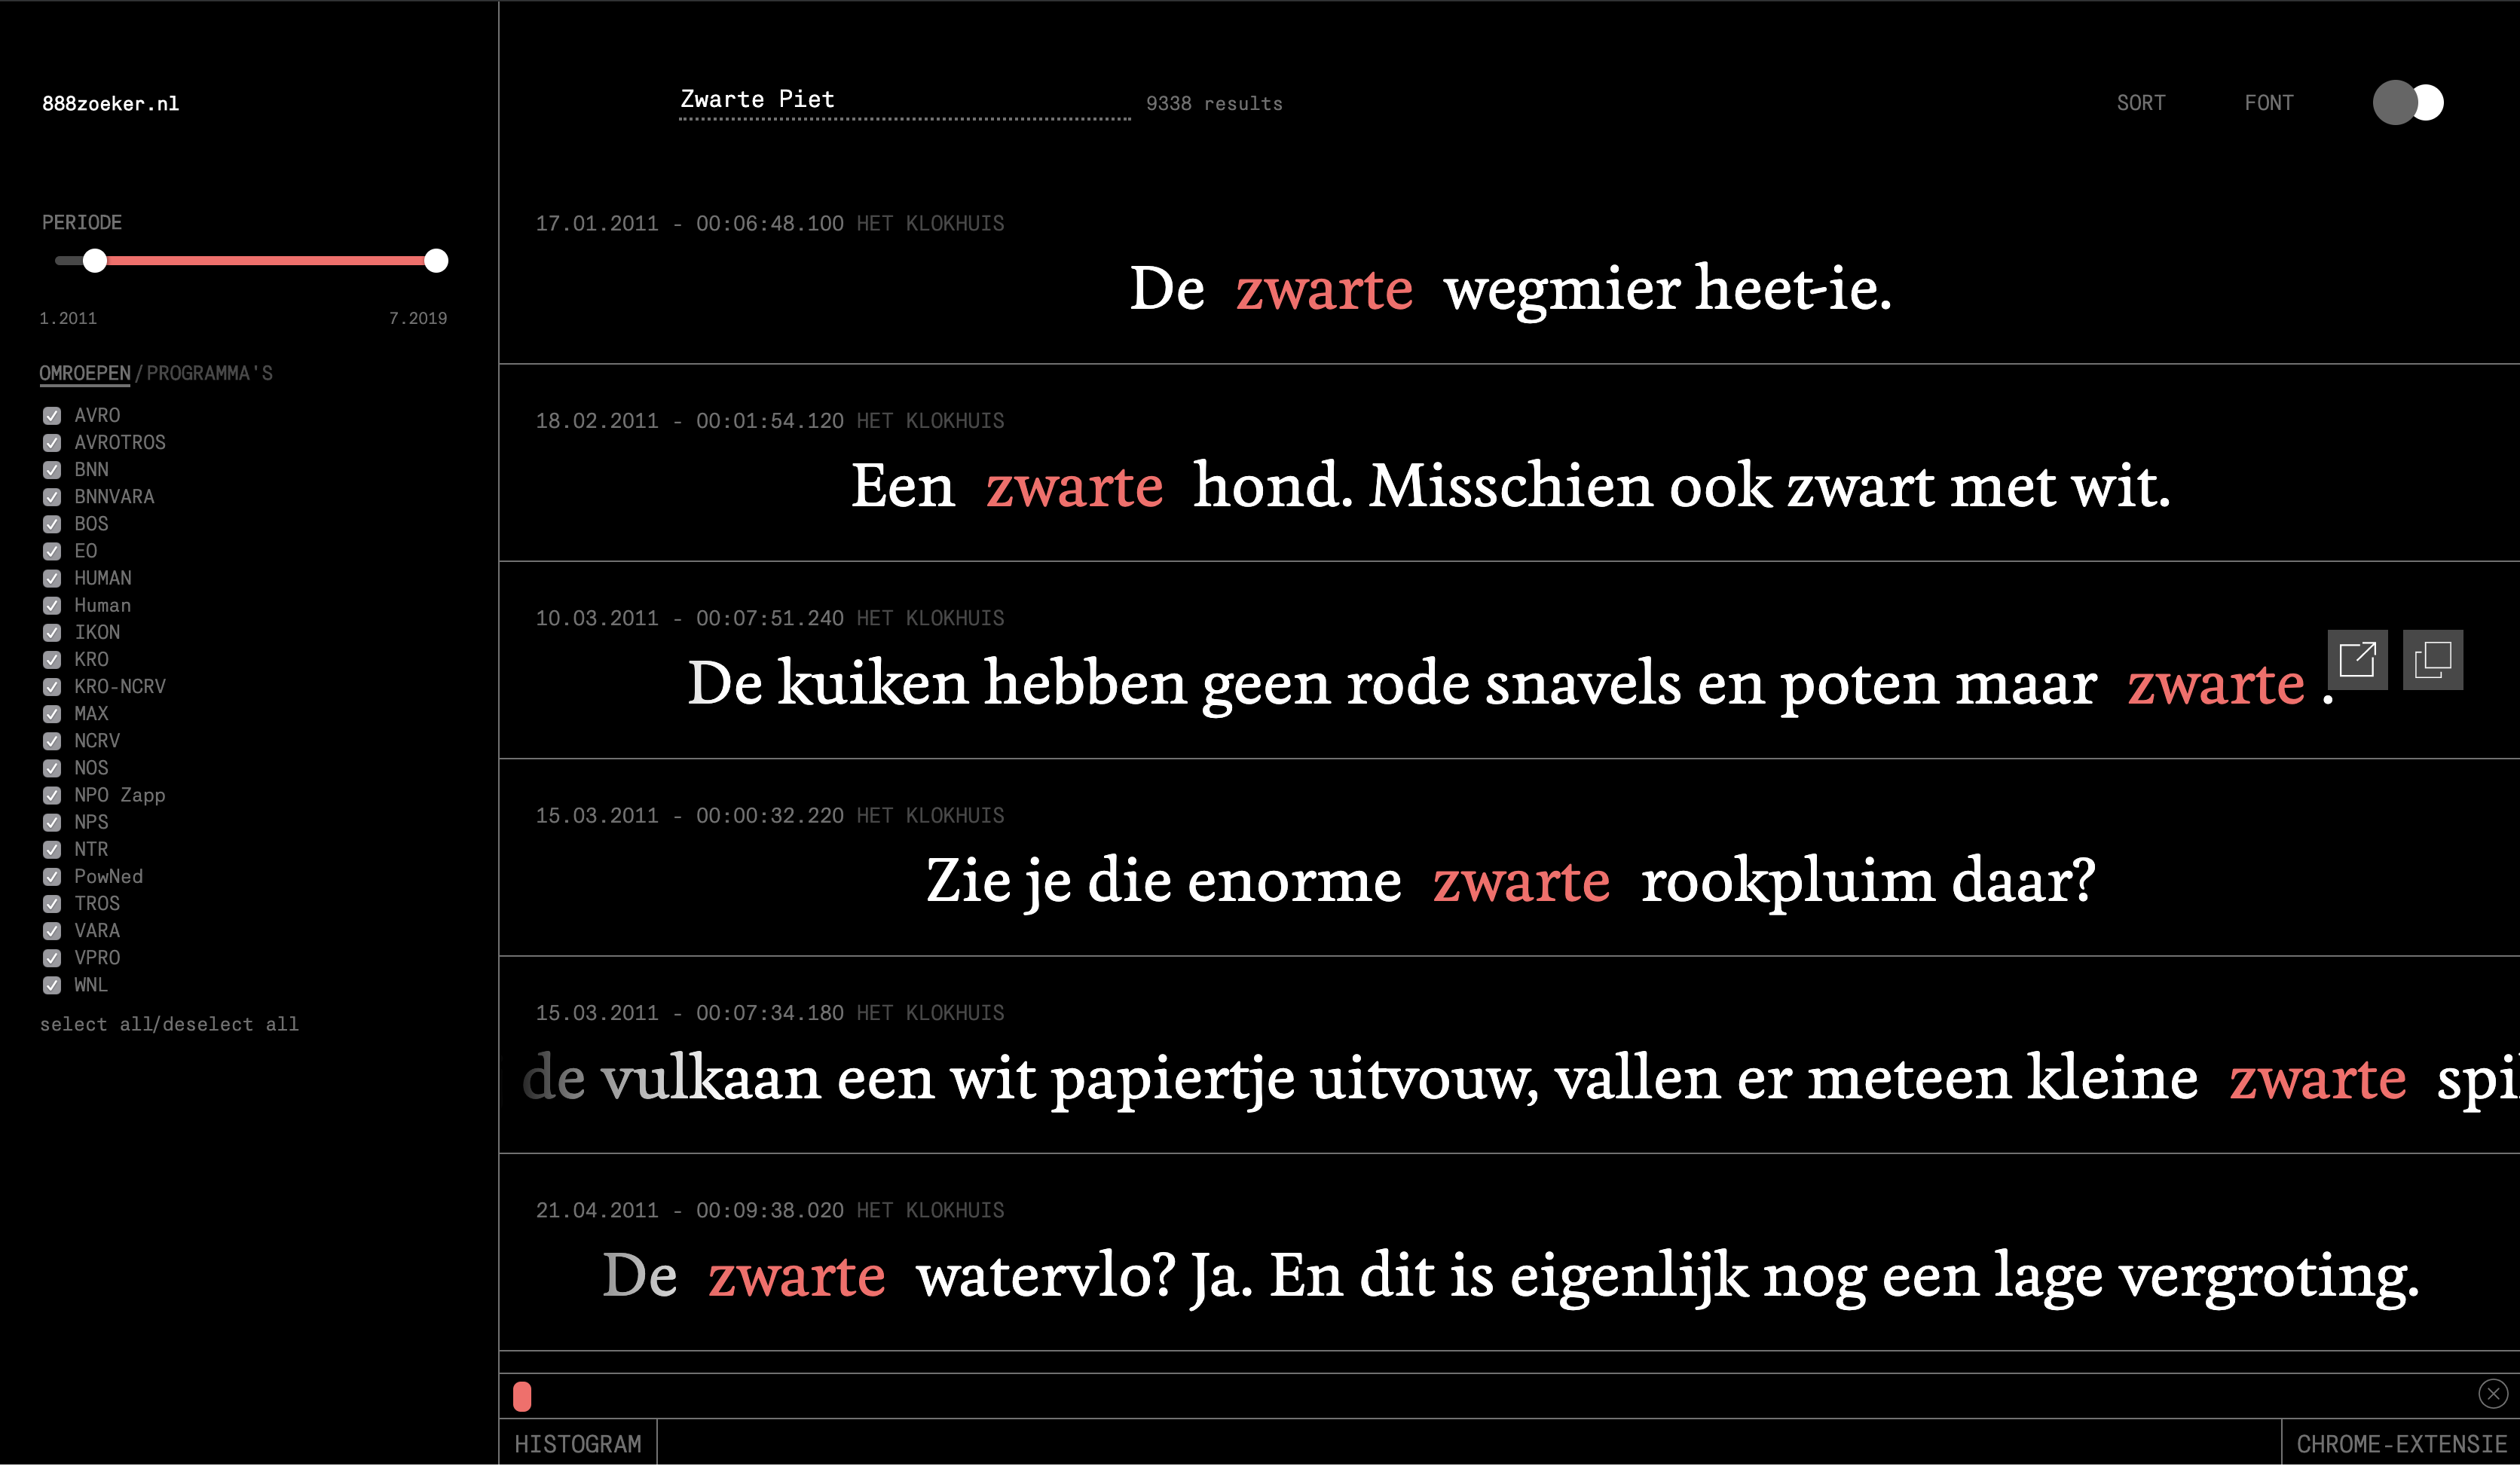 888zoeker.nl
Zwarte Piet
9338 results
SORT
FONT
PERIODE
1.2011
7.2019
OMROEPEN/PROGRAMMA'S
AVRO
AVROTROS
BNN
BNNVARA
BOS
EO
HUMAN
Human
IKON
KRO
KRO-NCRV
MAX
NCRV
NOS
NPO Zapp
NPS
NTR
PowNed
TROS
VARA
VPRO
WNL
select all/deselect all
17.01.2011 - 00:06:48.100 HET KLOKHUIS
De zwarte wegmier heet-ie.
18.02.2011 - 00:01:54.120 HET KLOKHUIS
Een zwarte hond. Misschien ook zwart met wit.
10.03.2011 - 00:07:51.240 HET KLOKHUIS
De kuiken hebben geen rode snavels en poten maar zwarte .
15.03.2011 - 00:00:32.220 HET KLOKHUIS
Zie je die enorme zwarte rookpluim daar?
15.03.2011 - 00:07:34.180 HET KLOKHUIS
de vulkaan een wit papiertje uitvouw, vallen er meteen kleine zwarte
21.04.2011 - 00:09:38.020 HET KLOKHUIS
De zwarte watervlo? Ja. En dit is eigenlijk nog een lage vergroting.
HISTOGRAM
CHROME-EXTENSIE